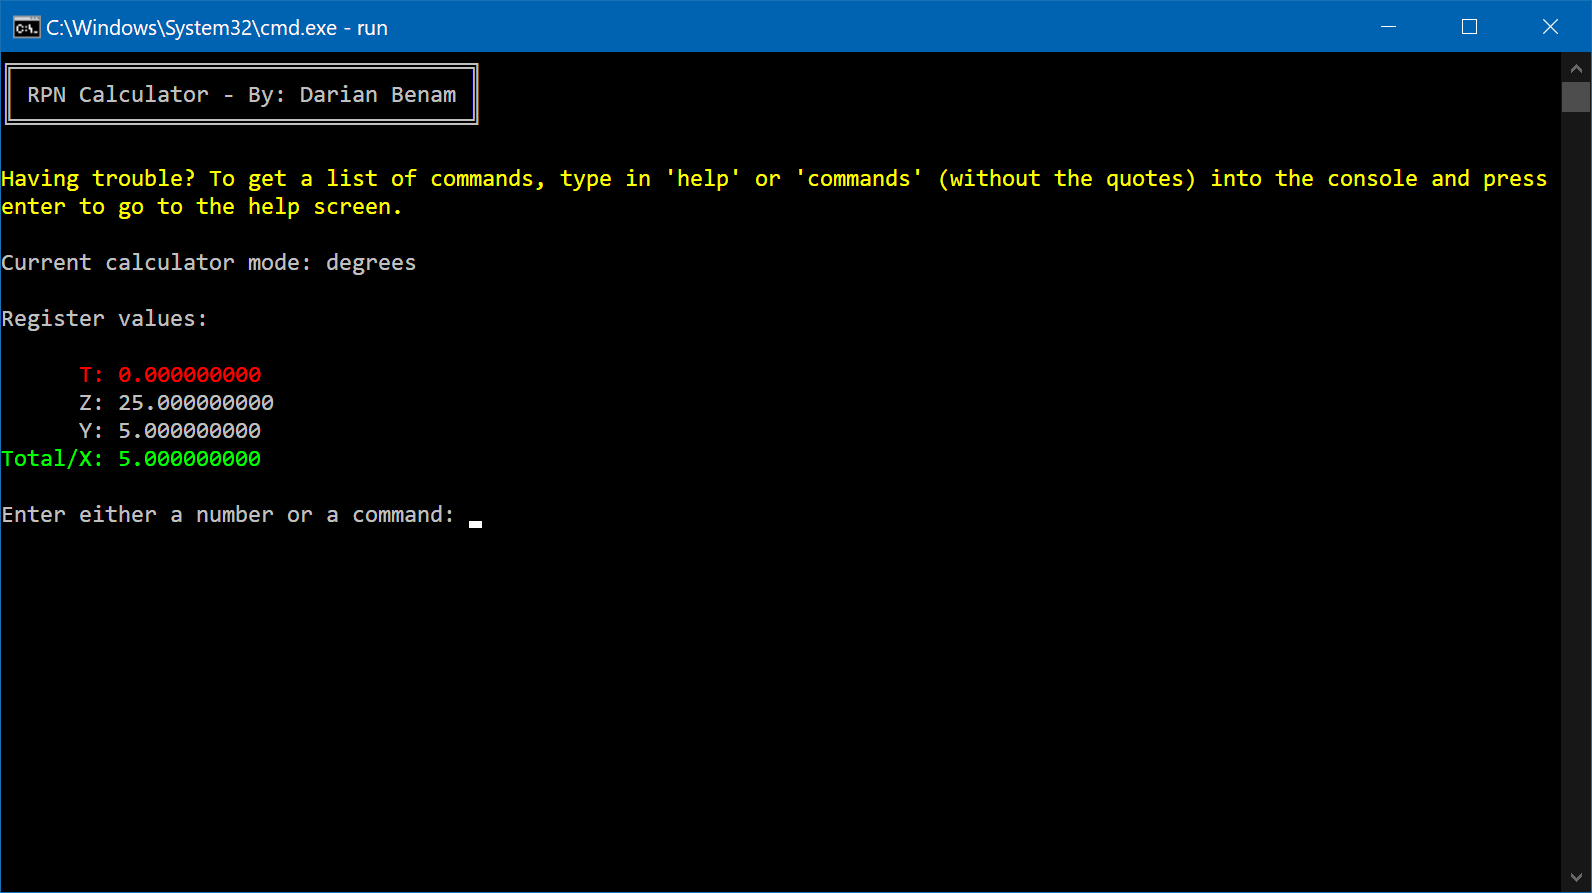 C:\Windows\System32\cmd.exe - run
RPN Calculator - By: Darian Benam
Having trouble? To get a list of commands, type in 'help' or 'commands' (without the quotes) into the console and press
enter to go to the help screen.
Current calculator mode: degrees
Register values:
T: 0.000000000
Z: 25.000000000
Y: 5.000000000
Total/X: 5.000000000
Enter either a number or a command: